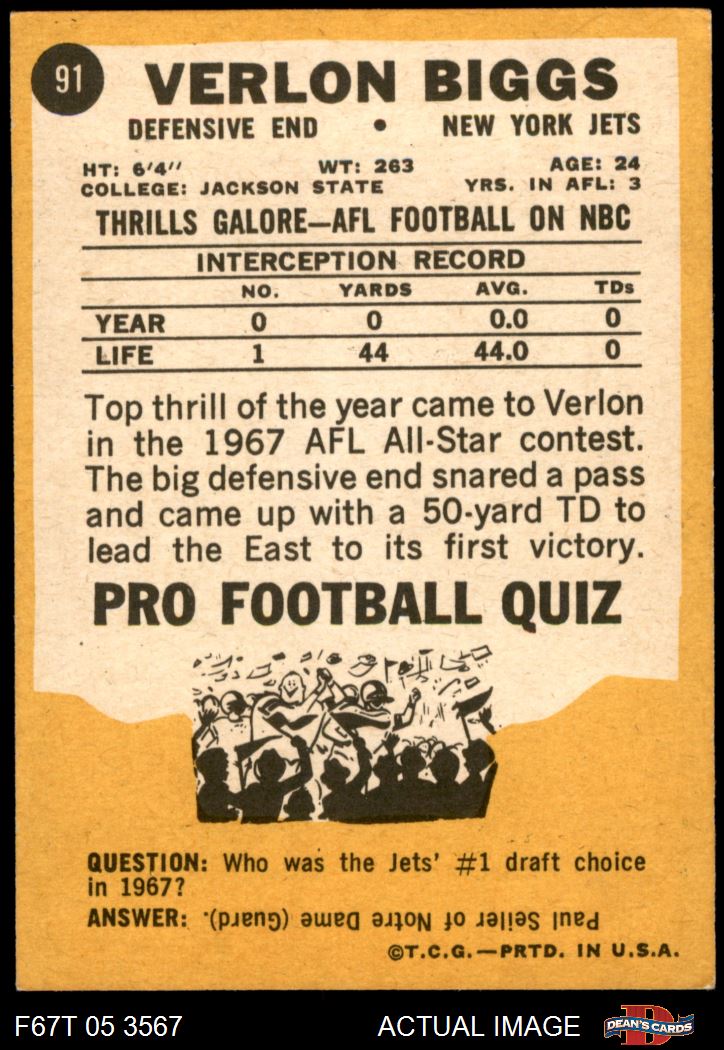 91
VERLON BIGGS
DEFENSIVE END • NEW YORK JETS
HT: 6'4'' WT: 263 AGE: 24
COLLEGE: JACKSON STATE YRS. IN AFL: 3
THRILLS GALORE—AFL FOOTBALL ON NBC
INTERCEPTION RECORD
NO. YARDS AVG. TDs
YEAR 0 0 0.0 0
LIFE 1 44 44.0 0
Top thrill of the year came to Verlon
in the 1967 AFL All-Star contest.
The big defensive end snared a pass
and came up with a 50-yard TD to
lead the East to its first victory.
PRO FOOTBALL QUIZ
QUESTION: Who was the Jets' #1 draft choice
in 1967?
ANSWER: Paul Seiler of Notre Dame (Guard).
©T.C.G.—PRTD. IN U.S.A.
F67T 05 3567 ACTUAL IMAGE
D
DEAN'S CARDS